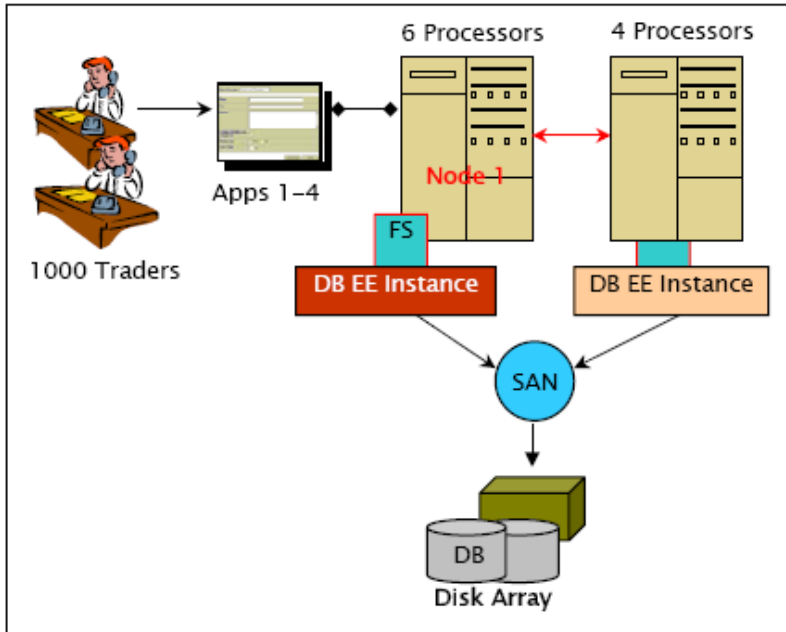 6 Processors
4 Processors
Apps 1-4
Node 1
FS
1000 Traders
DB EE Instance
DB EE Instance
SAN
DB
Disk Array